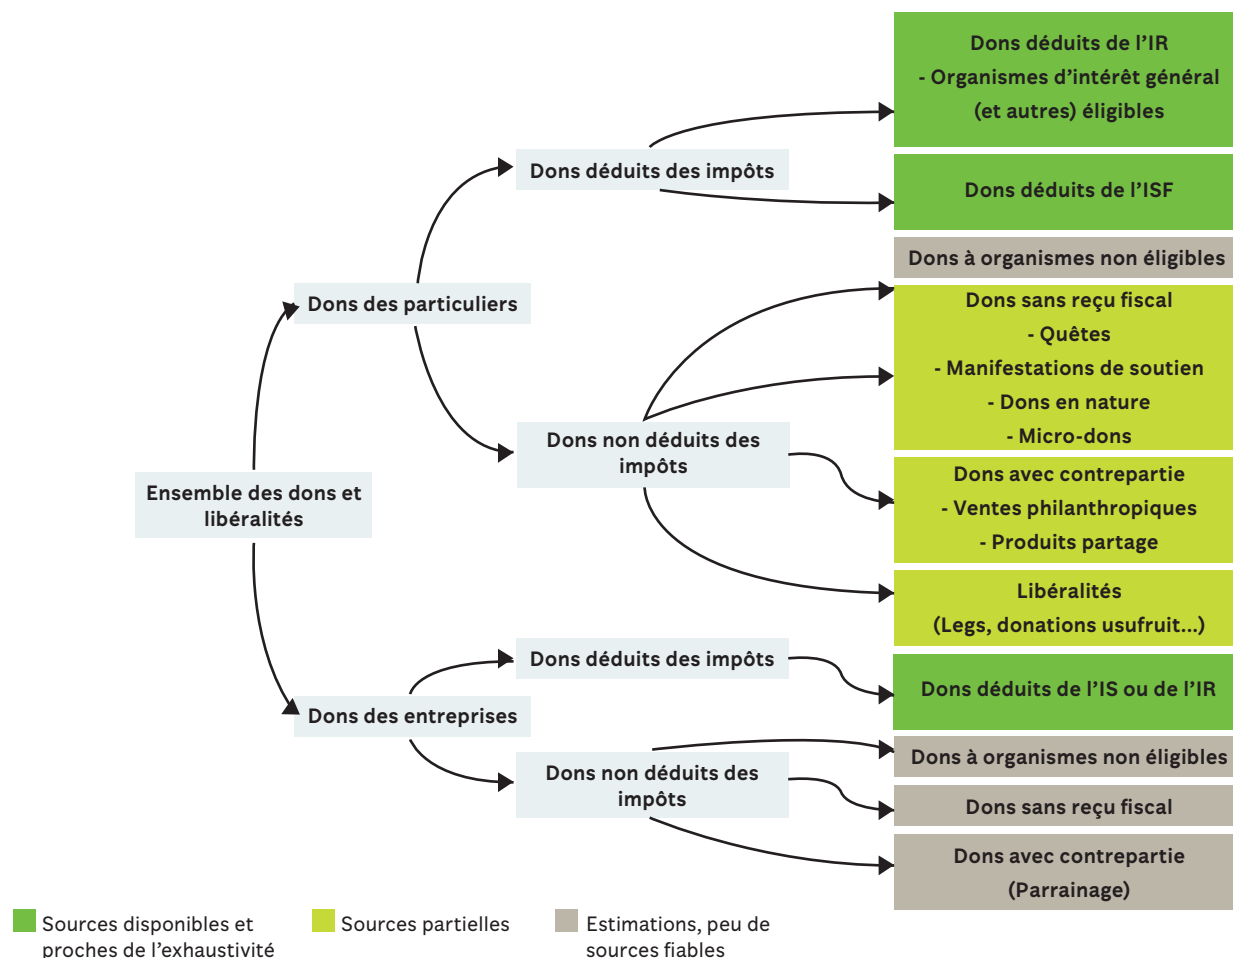 Dons déduits de l'IR
- Organismes d'intérêt général
(et autres) éligibles
Dons déduits des impôts
Dons déduits de l'ISF
Dons à organismes non éligibles
Dons des particuliers
Dons sans reçu fiscal
- Quêtes
- Manifestations de soutien
- Dons en nature
- Micro-dons
Dons non déduits des
impôts
Dons avec contrepartie
- Ventes philanthropiques
- Produits partage
Ensemble des dons et
libéralités
Libéralités
(Legs, donations usufruit...)
Dons déduits des impôts
Dons déduits de l'IS ou de l'IR
Dons des entreprises
Dons à organismes non éligibles
Dons non déduits des
impôts
Dons sans reçu fiscal
Dons avec contrepartie
(Parrainage)
Sources disponibles et
proches de l'exhaustivité
Sources partielles
Estimations, peu de
sources fiables